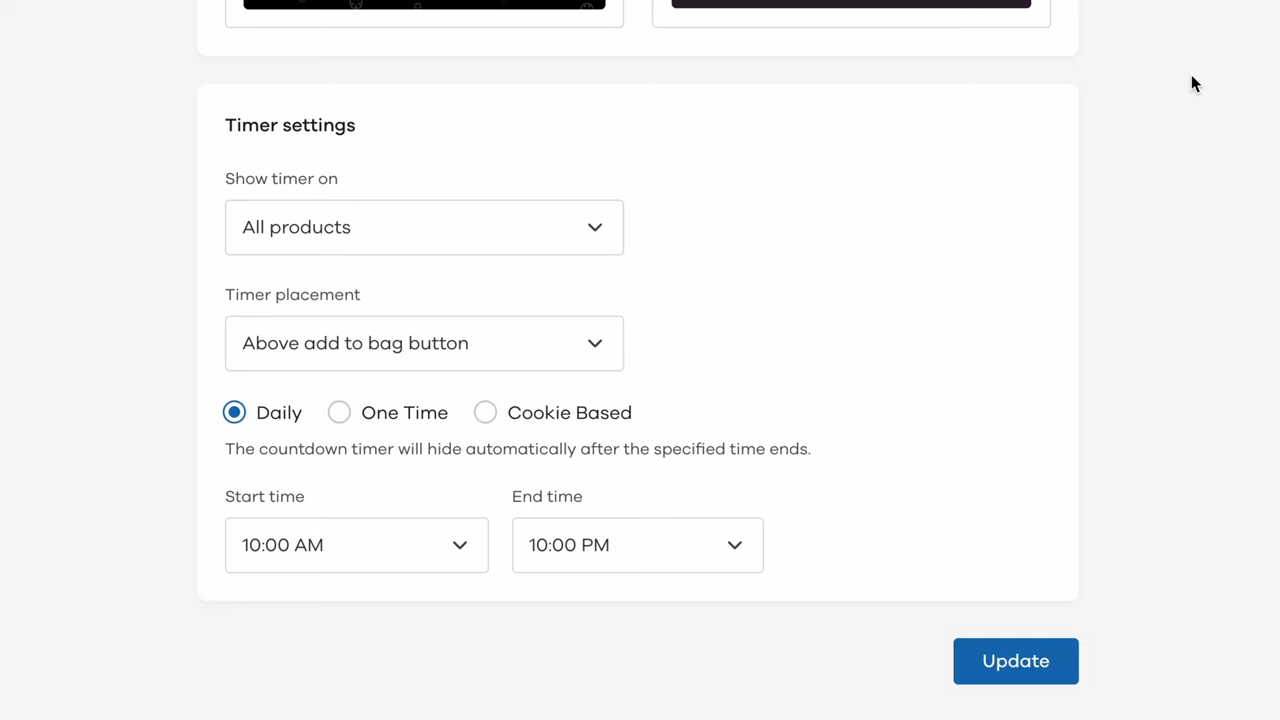 Timer settings
Show timer on
All products
Timer placement
Above add to bag button
Daily One Time Cookie Based
The countdown timer will hide automatically after the specified time ends.
Start time End time
10:00 AM 10:00 PM
Update